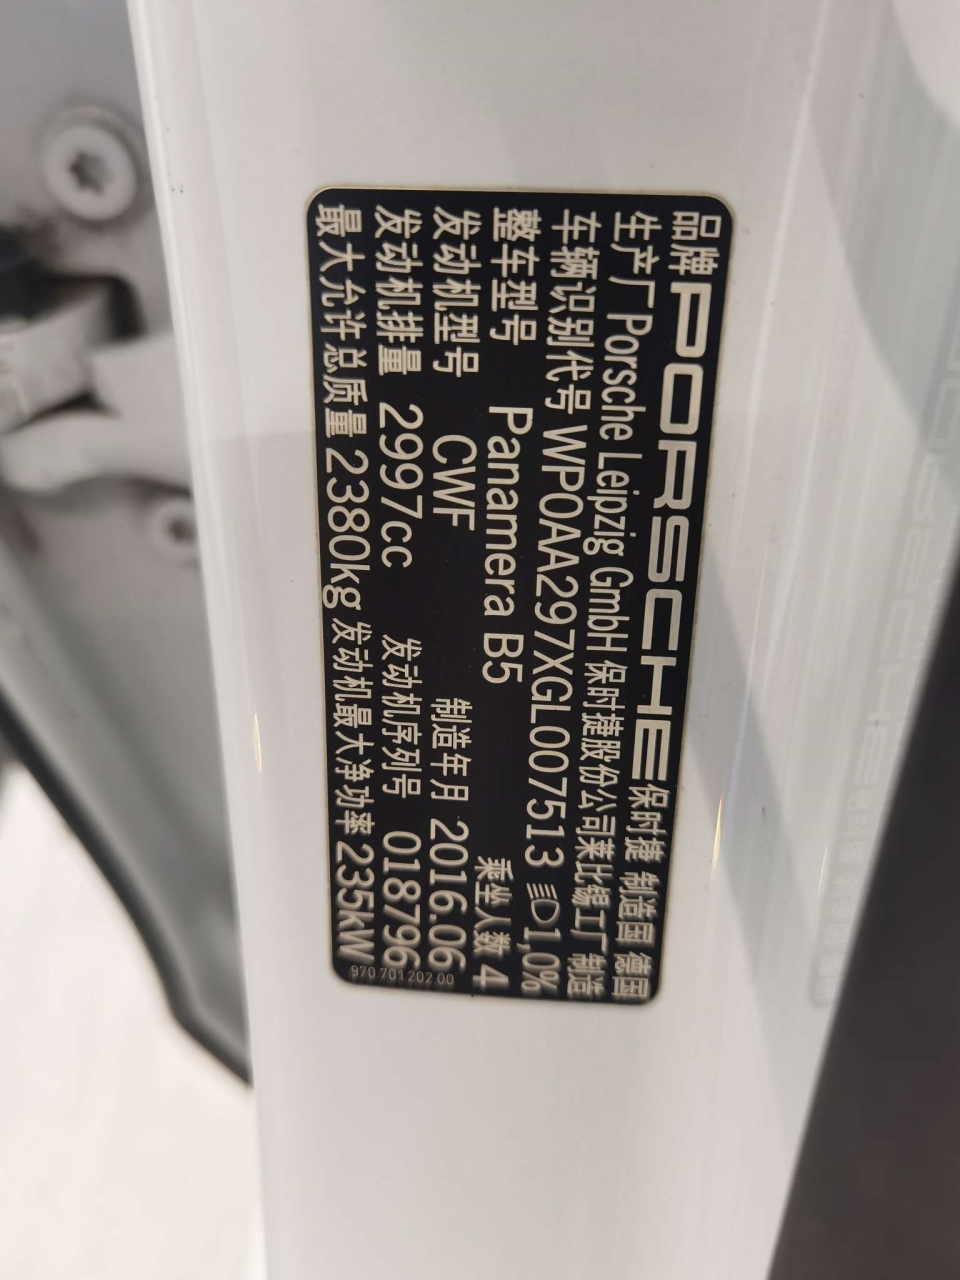 品牌 PORSCHE 保时捷 制造国 德国
生产厂 Porsche Leipzig GmbH 保时捷股份公司莱比锡工厂制造
车辆识别代号 WP0AA297XGL007513 1,0%
整车型号 Panamera B5 乘坐人数 4
发动机型号 CWF 制造年月 2016.06
发动机排量 2997cc 发动机序列号 018796
最大允许总质量 2380kg 发动机最大净功率 235kW
970.701.202.00